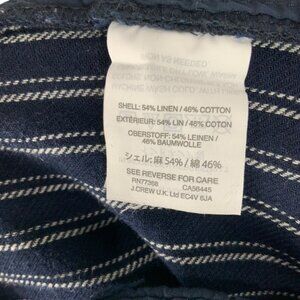 SHELL: 54% LINEN / 46% COTTON
EXTÉRIEUR: 54% LIN / 46% COTON
OBERSTOFF: 54% LEINEN /
46% BAUMWOLLE
シェル: 麻 54% / 綿 46%
SEE REVERSE FOR CARE
RN77388 CA56445
J.CREW U.K. Ltd EC4V 6JA